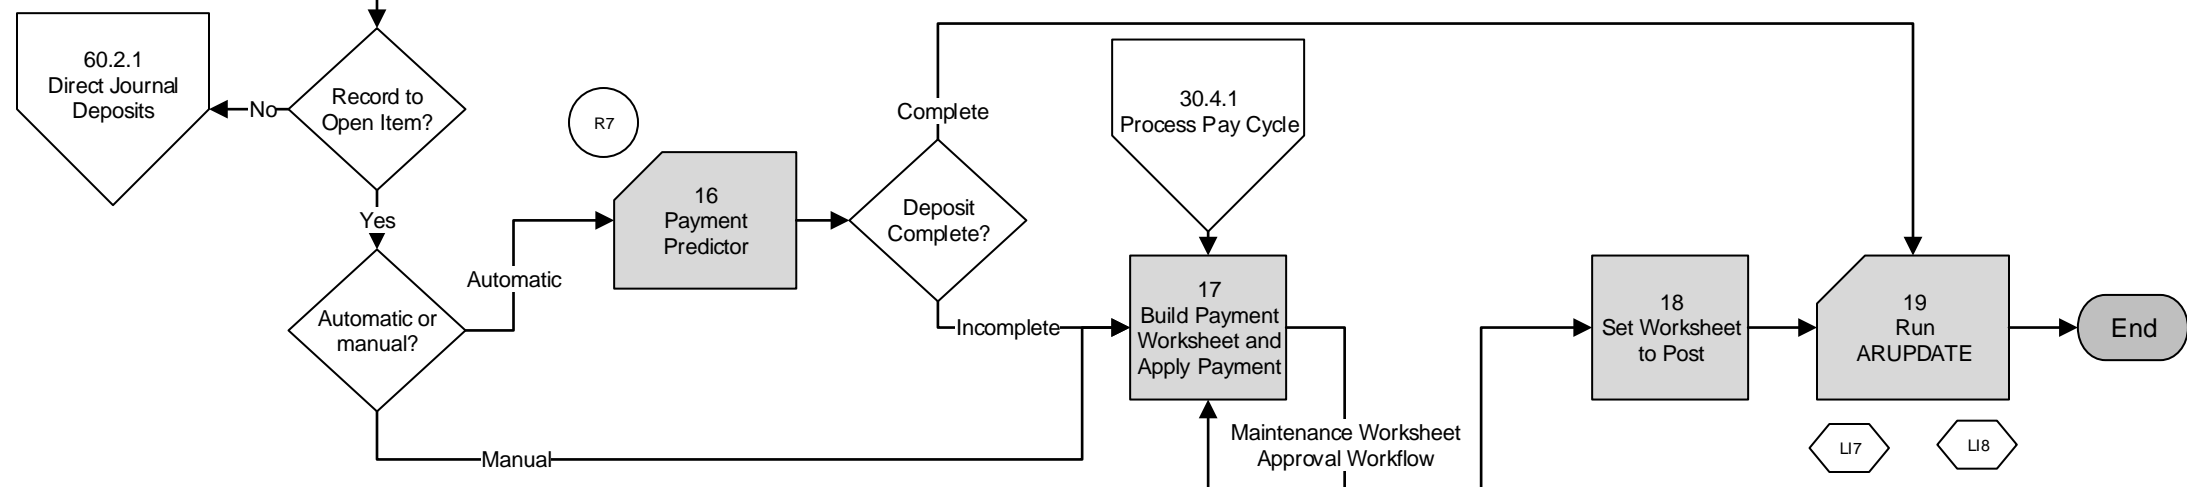 60.2.1
Direct Journal
Deposits
No
Record to
Open Item?
Yes
Automatic or
manual?
Automatic
Manual
R7
16
Payment
Predictor
Complete
Deposit
Complete?
Incomplete
30.4.1
Process Pay Cycle
17
Build Payment
Worksheet and
Apply Payment
Maintenance Worksheet
Approval Workflow
18
Set Worksheet
to Post
19
Run
ARUPDATE
LI7
LI8
End